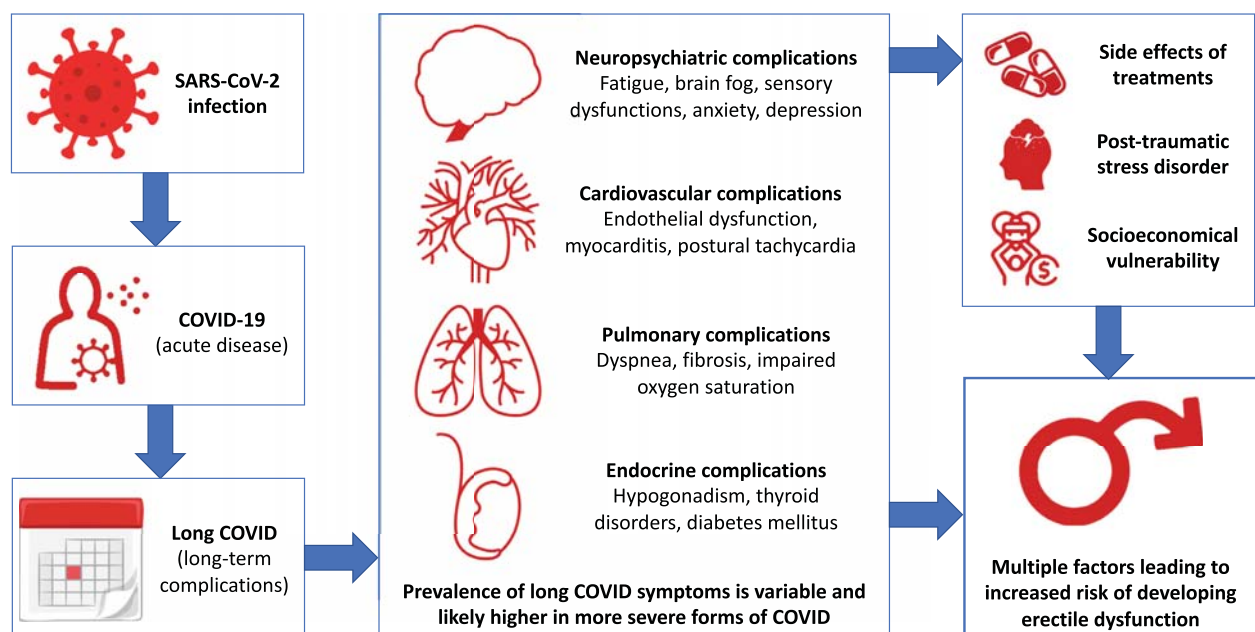 SARS-CoV-2
infection
COVID-19
(acute disease)
Long COVID
(long-term
complications)
Neuropsychiatric complications
Fatigue, brain fog, sensory
dysfunctions, anxiety, depression
Cardiovascular complications
Endothelial dysfunction,
myocarditis, postural tachycardia
Pulmonary complications
Dyspnea, fibrosis, impaired
oxygen saturation
Endocrine complications
Hypogonadism, thyroid
disorders, diabetes mellitus
Prevalence of long COVID symptoms is variable and
likely higher in more severe forms of COVID
Side effects of
treatments
Post-traumatic
stress disorder
$
Socioeconomical
vulnerability
Multiple factors leading to
increased risk of developing
erectile dysfunction